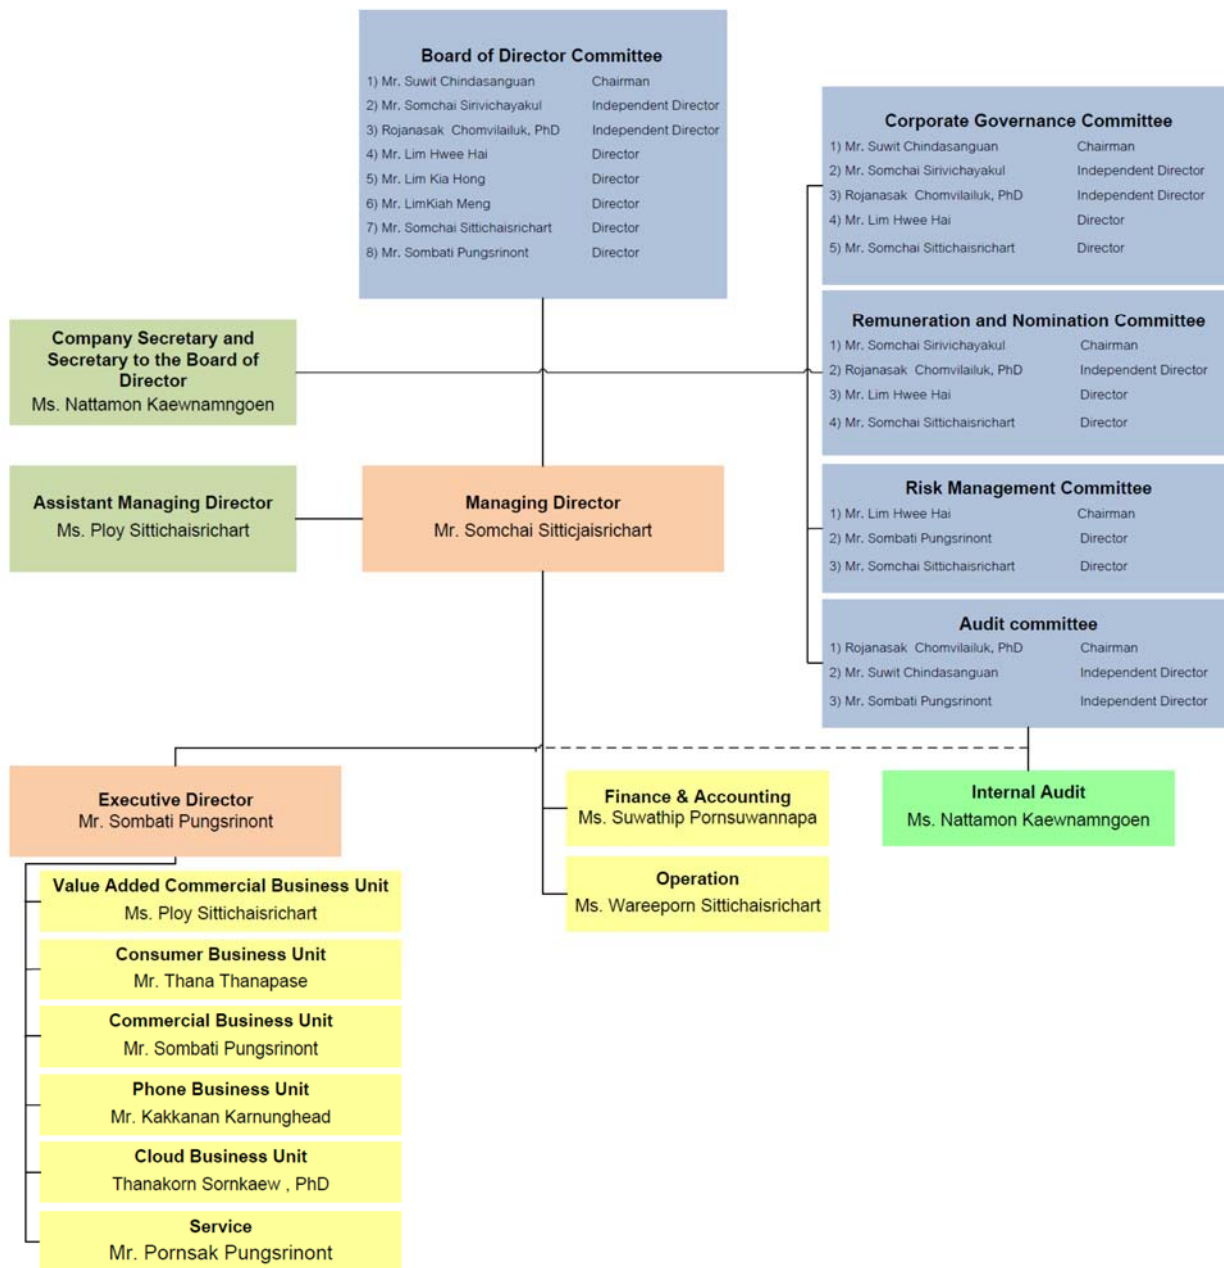 Board of Director Committee
1) Mr. Suwit Chindasanguan Chairman
2) Mr. Somchai Sirivichayakul Independent Director
3) Rojanasak Chomvilailuk, PhD Independent Director
4) Mr. Lim Hwee Hai Director
5) Mr. Lim Kia Hong Director
6) Mr. LimKiah Meng Director
7) Mr. Somchai Sittichaisrichart Director
8) Mr. Sombati Pungsrinont Director
Corporate Governance Committee
1) Mr. Suwit Chindasanguan Chairman
2) Mr. Somchai Sirivichayakul Independent Director
3) Rojanasak Chomvilailuk, PhD Independent Director
4) Mr. Lim Hwee Hai Director
5) Mr. Somchai Sittichaisrichart Director
Remuneration and Nomination Committee
1) Mr. Somchai Sirivichayakul Chairman
2) Rojanasak Chomvilailuk, PhD Independent Director
3) Mr. Lim Hwee Hai Director
4) Mr. Somchai Sittichaisrichart Director
Company Secretary and
Secretary to the Board of
Director
Ms. Nattamon Kaewnamngoen
Assistant Managing Director
Ms. Ploy Sittichaisrichart
Managing Director
Mr. Somchai Sitticjaisrichart
Risk Management Committee
1) Mr. Lim Hwee Hai Chairman
2) Mr. Sombati Pungsrinont Director
3) Mr. Somchai Sittichaisrichart Director
Audit committee
1) Rojanasak Chomvilailuk, PhD Chairman
2) Mr. Suwit Chindasanguan Independent Director
3) Mr. Sombati Pungsrinont Independent Director
Executive Director
Mr. Sombati Pungsrinont
Finance & Accounting
Ms. Suwathip Pornsuwannapa
Internal Audit
Ms. Nattamon Kaewnamngoen
Operation
Ms. Wareeporn Sittichaisrichart
Value Added Commercial Business Unit
Ms. Ploy Sittichaisrichart
Consumer Business Unit
Mr. Thana Thanapase
Commercial Business Unit
Mr. Sombati Pungsrinont
Phone Business Unit
Mr. Kakkanan Karnunghead
Cloud Business Unit
Thanakorn Sornkaew , PhD
Service
Mr. Pornsak Pungsrinont